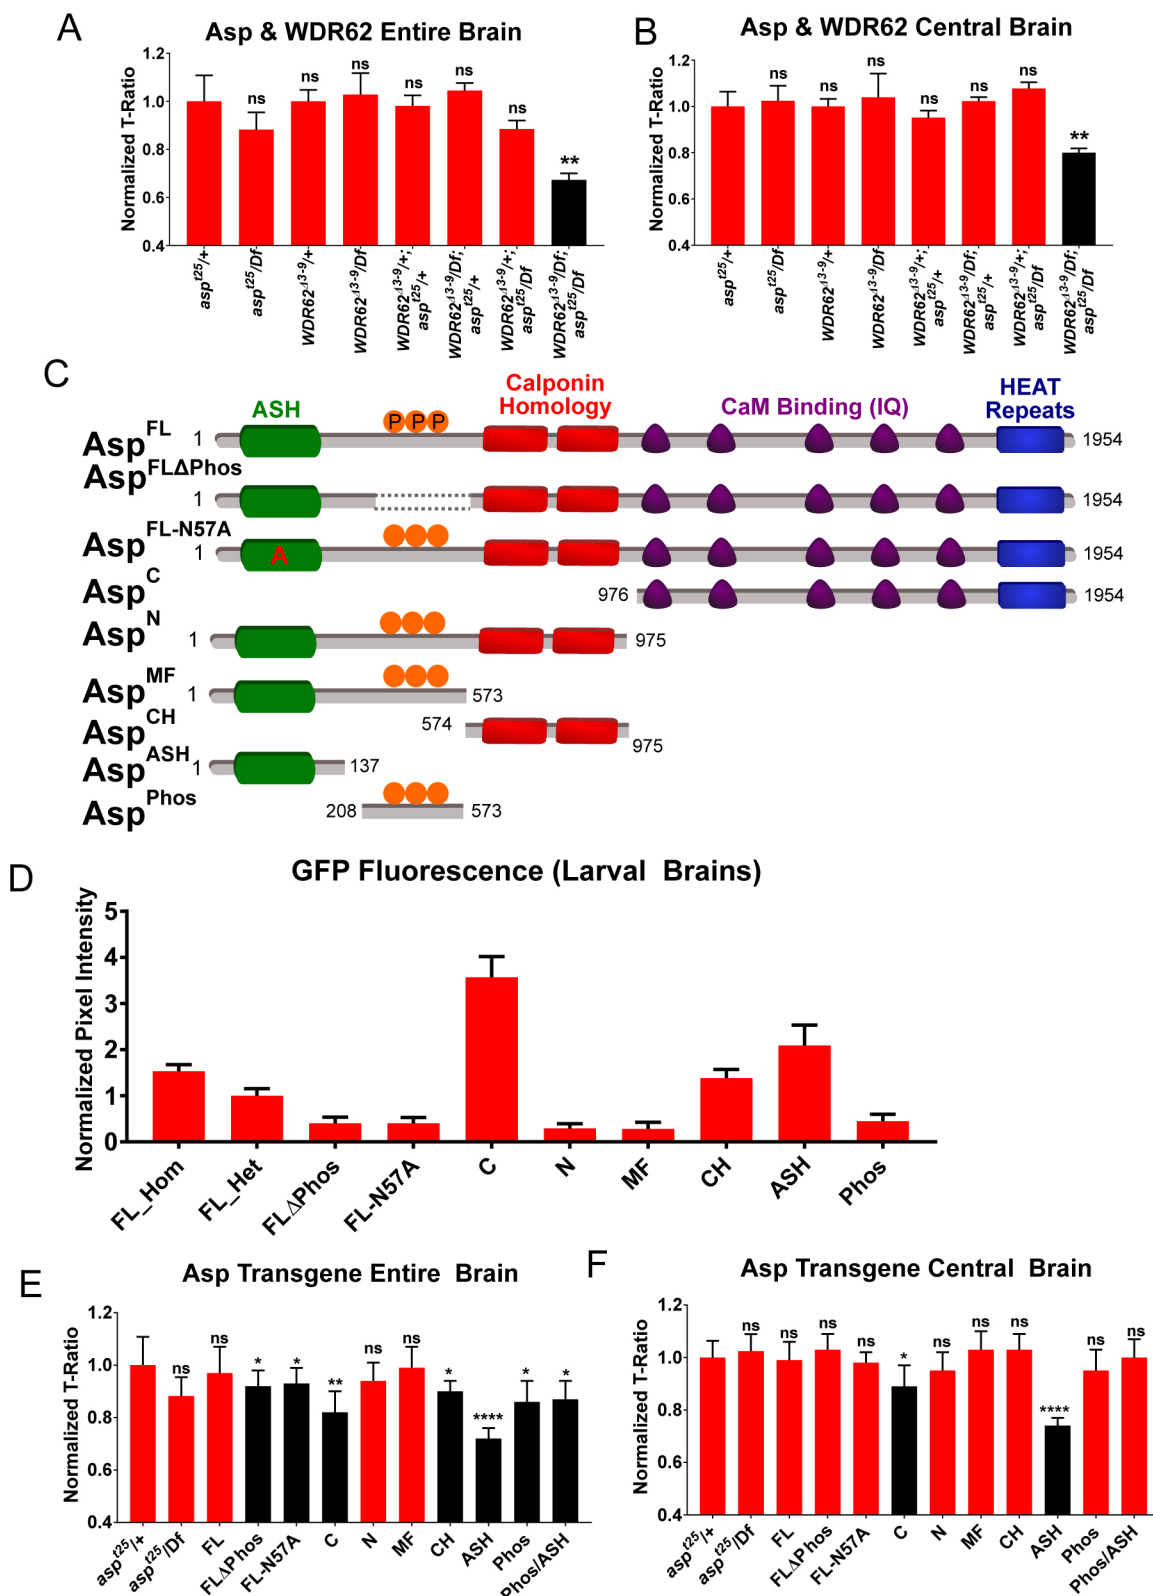 A
Asp & WDR62 Entire Brain
Normalized T-Ratio
1.2
1.0
0.8
0.6
0.4
ns
ns
ns
ns
ns
ns
**
asp^t25/+
asp^t25/Df
WDR62^Δ3-9/+
WDR62^Δ3-9/Df
WDR62^Δ3-9/+;
asp^t25/+
WDR62^Δ3-9/Df;
asp^t25/+
WDR62^Δ3-9/+;
asp^t25/Df
WDR62^Δ3-9/Df;
asp^t25/Df
B
Asp & WDR62 Central Brain
Normalized T-Ratio
1.2
1.0
0.8
0.6
0.4
ns
ns
ns
ns
ns
ns
**
asp^t25/+
asp^t25/Df
WDR62^Δ3-9/+
WDR62^Δ3-9/Df
WDR62^Δ3-9/+;
asp^t25/+
WDR62^Δ3-9/Df;
asp^t25/+
WDR62^Δ3-9/+;
asp^t25/Df
WDR62^Δ3-9/Df;
asp^t25/Df
C
ASH
Calponin
Homology
CaM Binding (IQ)
HEAT
Repeats
Asp^FL 1 P P P 1954
Asp^FLΔPhos 1 1954
Asp^FL-N57A 1 A 1954
Asp^C 976 1954
Asp^N 1 975
Asp^MF 1 573
Asp^CH 574 975
Asp^ASH 1 137
Asp^Phos 208 573
D
GFP Fluorescence (Larval Brains)
Normalized Pixel Intensity
5
4
3
2
1
0
FL_Hom
FL_Het
FLΔPhos
FL-N57A
C
N
MF
CH
ASH
Phos
E
Asp Transgene Entire Brain
Normalized T-Ratio
1.2
1.0
0.8
0.6
0.4
ns
ns
*
*
**
ns
ns
*
****
*
*
asp^t25/+
asp^t25/Df
FL
FLΔPhos
FL-N57A
C
N
MF
CH
ASH
Phos
Phos/ASH
F
Asp Transgene Central Brain
Normalized T-Ratio
1.2
1.0
0.8
0.6
0.4
ns
ns
ns
ns
*
ns
ns
ns
****
ns
ns
asp^t25/+
asp^t25/Df
FL
FLΔPhos
FL-N57A
C
N
MF
CH
ASH
Phos
Phos/ASH